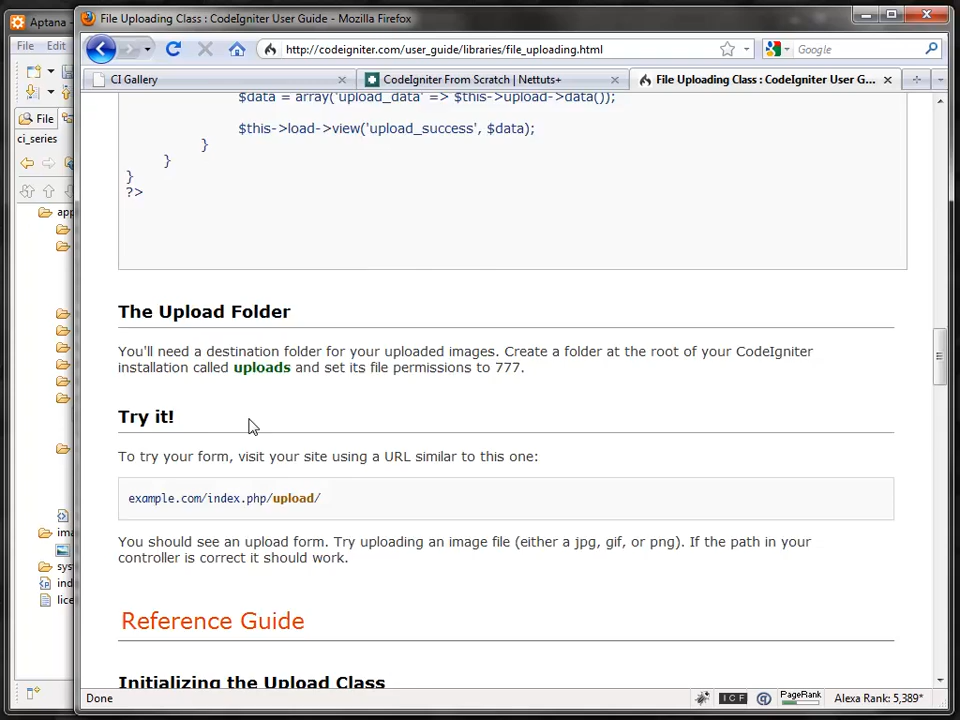 Aptana
File Uploading Class : CodeIgniter User Guide - Mozilla Firefox
File Edit
http://codeigniter.com/user_guide/libraries/file_uploading.html
Google
CI Gallery
CodeIgniter From Scratch | Nettuts+
File Uploading Class : CodeIgniter User G...
File
ci_series
app
ima
sys
ind
lice
$data = array('upload_data' => $this->upload->data());
$this->load->view('upload_success', $data);
}
}
}
?>
The Upload Folder
You'll need a destination folder for your uploaded images. Create a folder at the root of your CodeIgniter
installation called uploads and set its file permissions to 777.
Try it!
To try your form, visit your site using a URL similar to this one:
example.com/index.php/upload/
You should see an upload form. Try uploading an image file (either a jpg, gif, or png). If the path in your
controller is correct it should work.
Reference Guide
Initializing the Upload Class
Done
ICF
PageRank
Alexa Rank: 5,389*